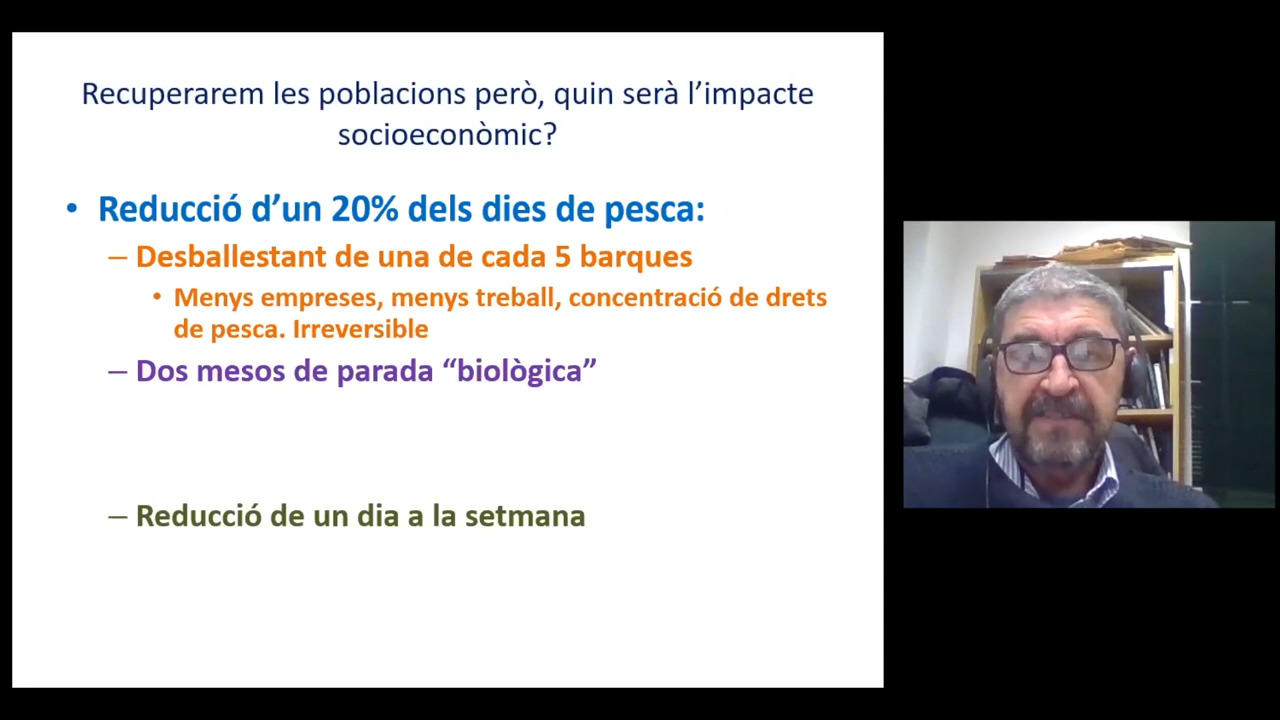 Recuperarem les poblacions però, quin serà l’impacte
socioeconòmic?
• Reducció d’un 20% dels dies de pesca:
– Desballestant de una de cada 5 barques
• Menys empreses, menys treball, concentració de drets
de pesca. Irreversible
– Dos mesos de parada “biològica”
– Reducció de un dia a la setmana